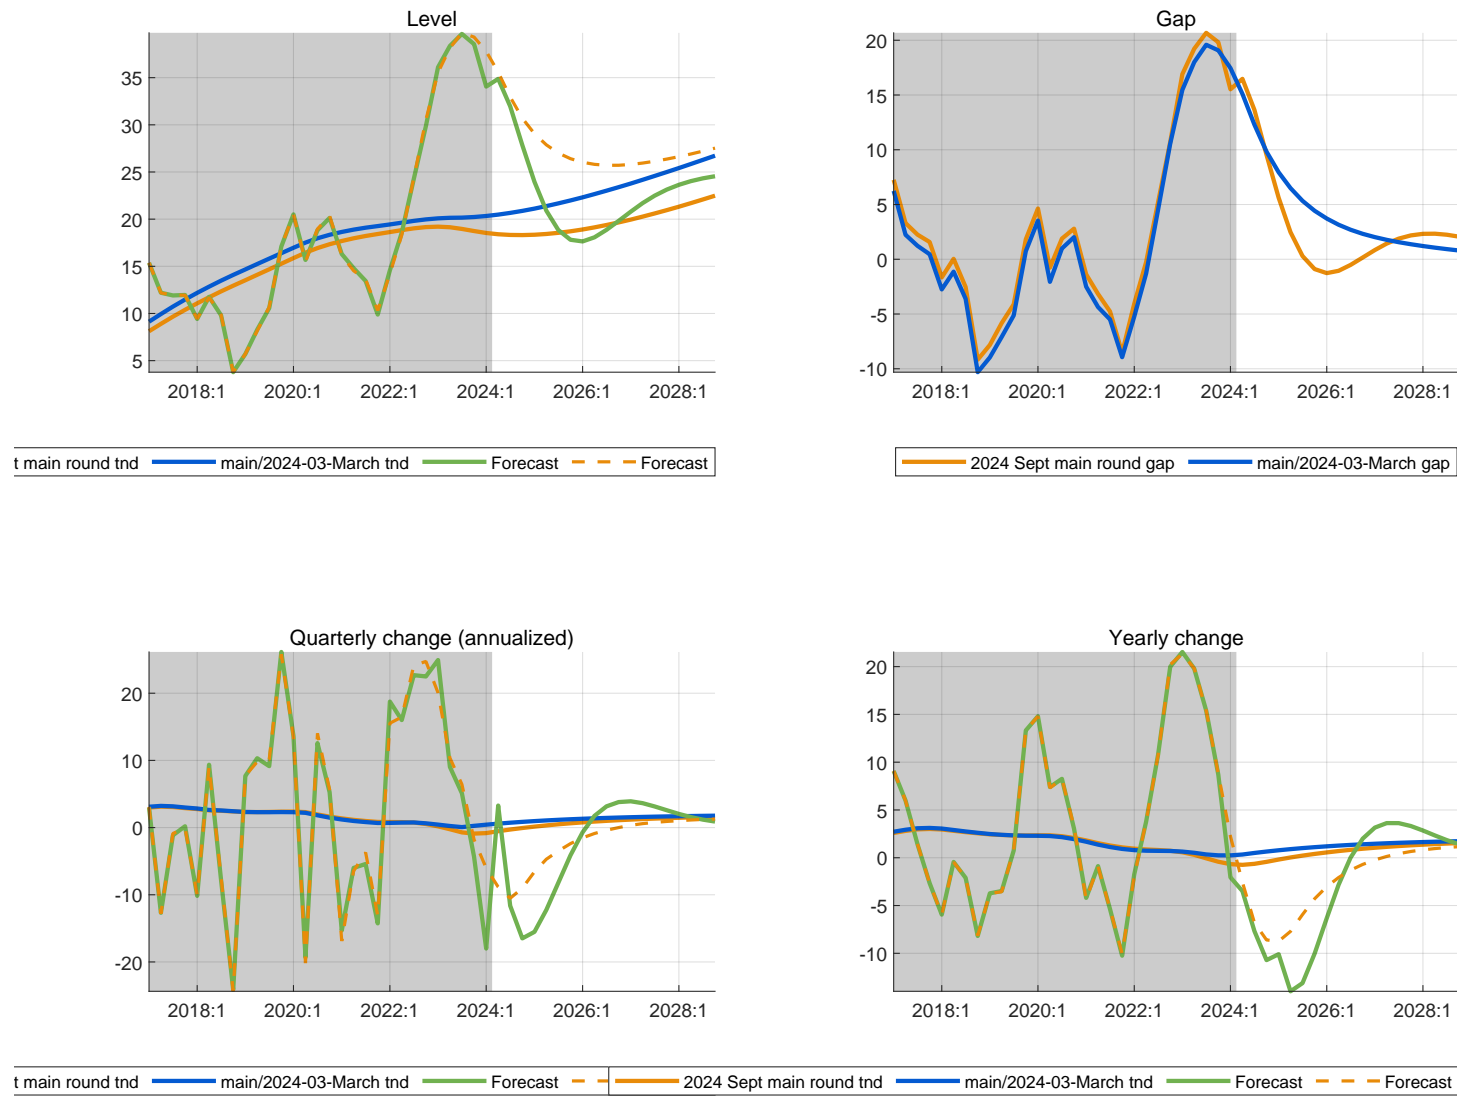 Level
Gap
35
30
25
20
15
10
5
20
15
10
5
0
-5
-10
2018:1 2020:1 2022:1 2024:1 2026:1 2028:1
2018:1 2020:1 2022:1 2024:1 2026:1 2028:1
t main round tnd main/2024-03-March tnd Forecast Forecast
2024 Sept main round gap main/2024-03-March gap
Quarterly change (annualized)
Yearly change
20
10
0
-10
-20
20
15
10
5
0
-5
-10
2018:1 2020:1 2022:1 2024:1 2026:1 2028:1
2018:1 2020:1 2022:1 2024:1 2026:1 2028:1
t main round tnd main/2024-03-March tnd Forecast
2024 Sept main round tnd main/2024-03-March tnd Forecast Forecast